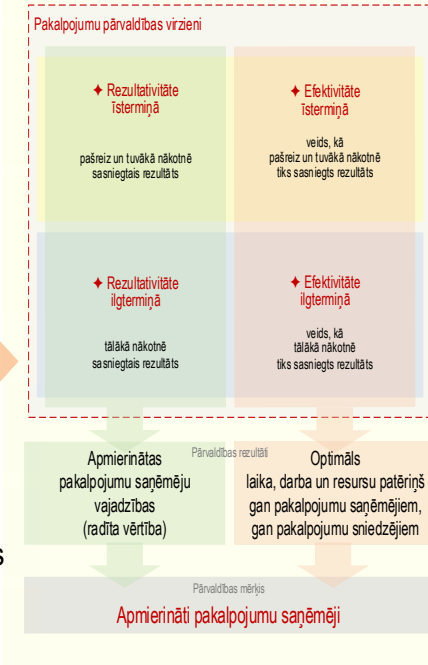 Pakalpojumu pārvaldības virzieni
✦ Rezultativitāte
īstermiņā
pašreiz un tuvākā nākotnē
sasniegtais rezultāts
✦ Efektivitāte
īstermiņā
veids, kā
pašreiz un tuvākā nākotnē
tiks sasniegts rezultāts
✦ Rezultativitāte
ilgtermiņā
tālākā nākotnē
sasniegtais rezultāts
✦ Efektivitāte
ilgtermiņā
veids, kā
tālākā nākotnē
tiks sasniegts rezultāts
Pārvaldības rezultāti
Apmierinātas
pakalpojumu saņēmēju
vajadzības
(radīta vērtība)
Optimāls
laika, darba un resursu patēriņš
gan pakalpojumu saņēmējiem,
gan pakalpojumu sniedzējiem
s
Pārvaldības mērķis
Apmierināti pakalpojumu saņēmēji